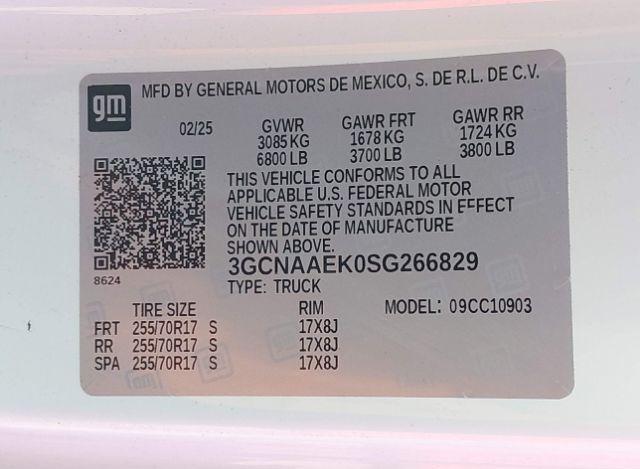 gm
MFD BY GENERAL MOTORS DE MEXICO, S. DE R.L. DE C.V.
02/25 GVWR GAWR FRT GAWR RR
3085 KG 1678 KG 1724 KG
6800 LB 3700 LB 3800 LB
THIS VEHICLE CONFORMS TO ALL
APPLICABLE U.S. FEDERAL MOTOR
VEHICLE SAFETY STANDARDS IN EFFECT
ON THE DATE OF MANUFACTURE
SHOWN ABOVE.
3GCNAAEK0SG266829
8624
TYPE: TRUCK
TIRE SIZE RIM MODEL: 09CC10903
FRT 255/70R17 S 17X8J
RR 255/70R17 S 17X8J
SPA 255/70R17 S 17X8J